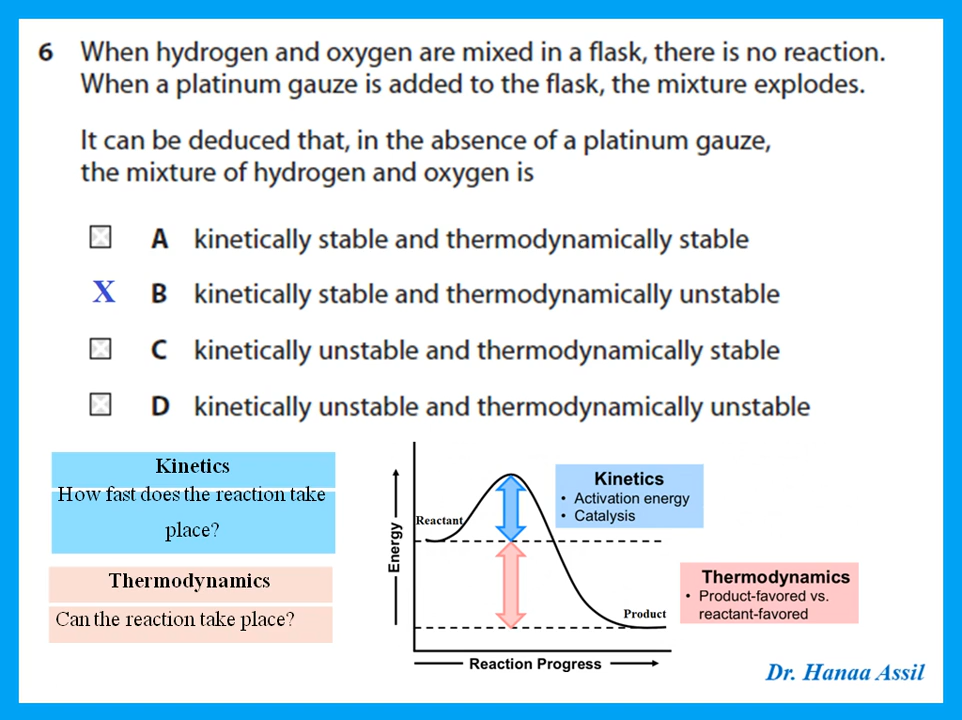 6 When hydrogen and oxygen are mixed in a flask, there is no reaction.
When a platinum gauze is added to the flask, the mixture explodes.
It can be deduced that, in the absence of a platinum gauze,
the mixture of hydrogen and oxygen is
A kinetically stable and thermodynamically stable
X B kinetically stable and thermodynamically unstable
C kinetically unstable and thermodynamically stable
D kinetically unstable and thermodynamically unstable
Kinetics
How fast does the reaction take
place?
Thermodynamics
Can the reaction take place?
Energy
Reactant
Kinetics
• Activation energy
• Catalysis
Thermodynamics
• Product-favored vs.
reactant-favored
Product
Reaction Progress
Dr. Hanaa Assil